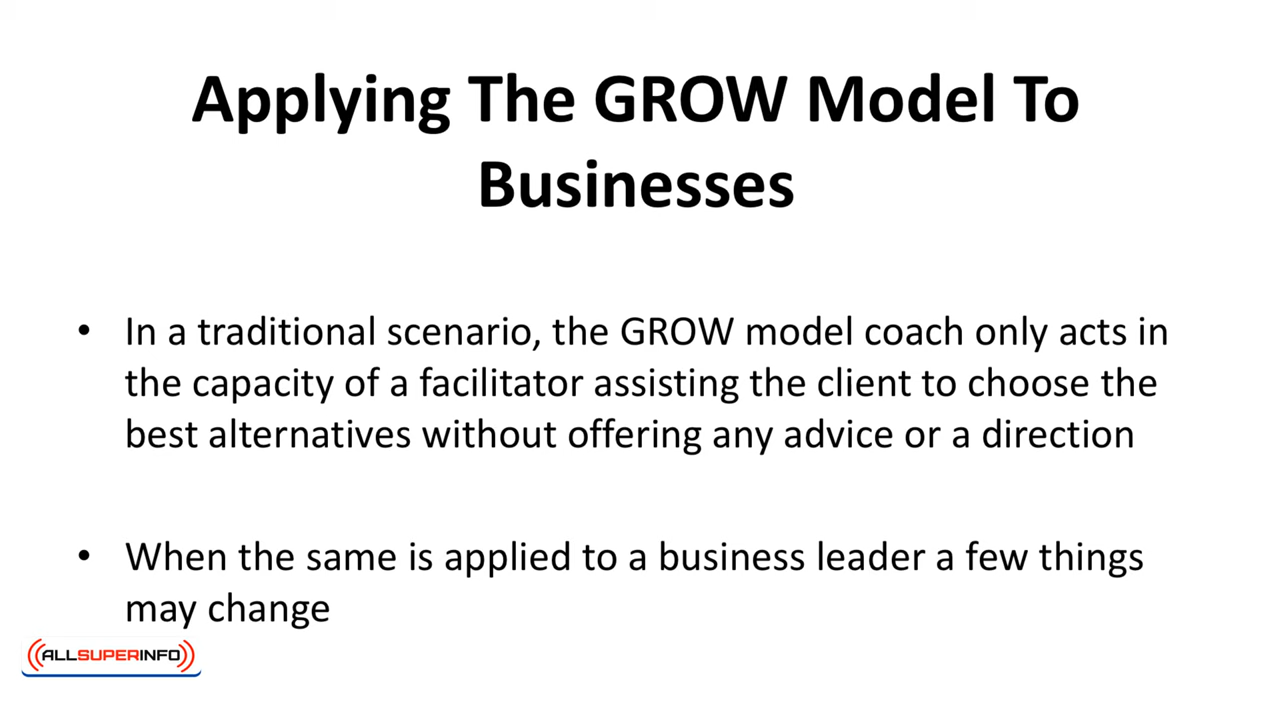 Applying The GROW Model To
Businesses
• In a traditional scenario, the GROW model coach only acts in
the capacity of a facilitator assisting the client to choose the
best alternatives without offering any advice or a direction
• When the same is applied to a business leader a few things
may change
ALLSUPERINFO